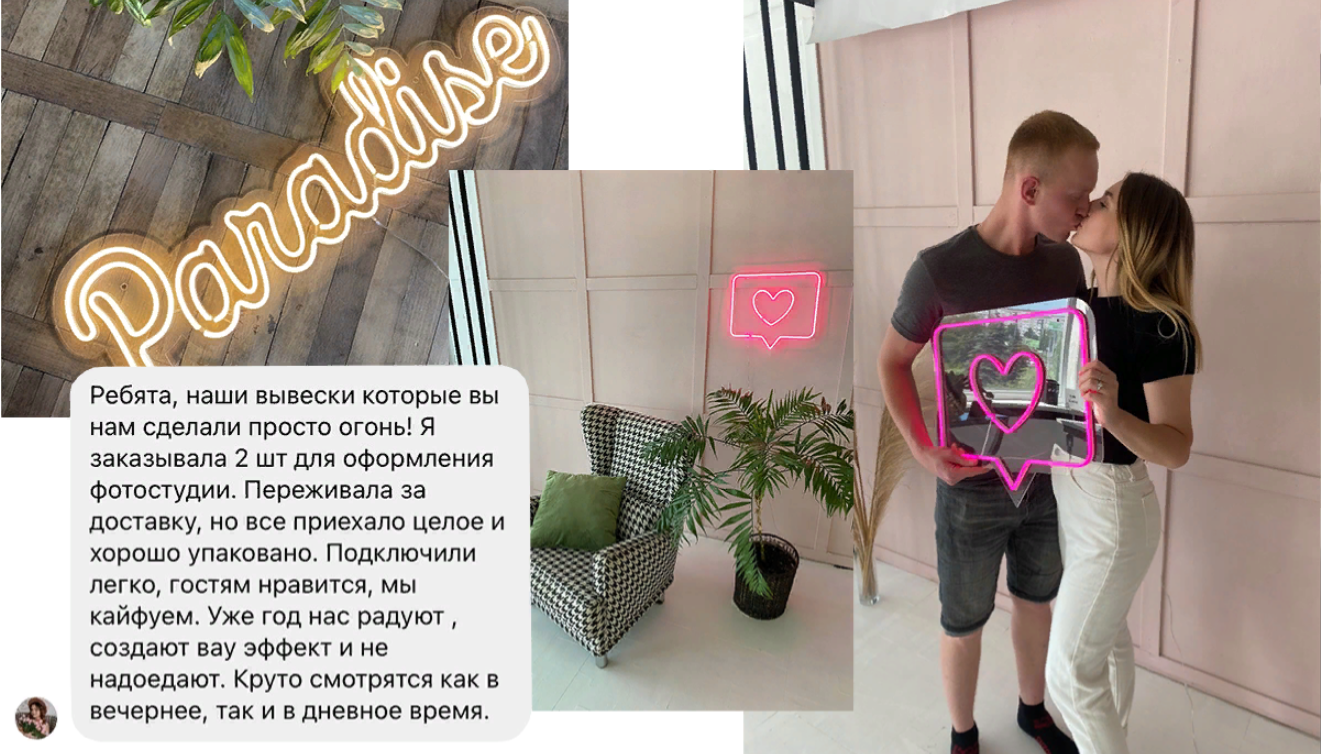 Paradise
Ребята, наши вывески которые вы
нам сделали просто огонь! Я
заказывала 2 шт для оформления
фотостудии. Переживала за
доставку, но все приехало целое и
хорошо упаковано. Подключили
легко, гостям нравится, мы
кайфуем. Уже год нас радуют ,
создают вау эффект и не
надоедают. Круто смотрятся как в
вечернее, так и в дневное время.